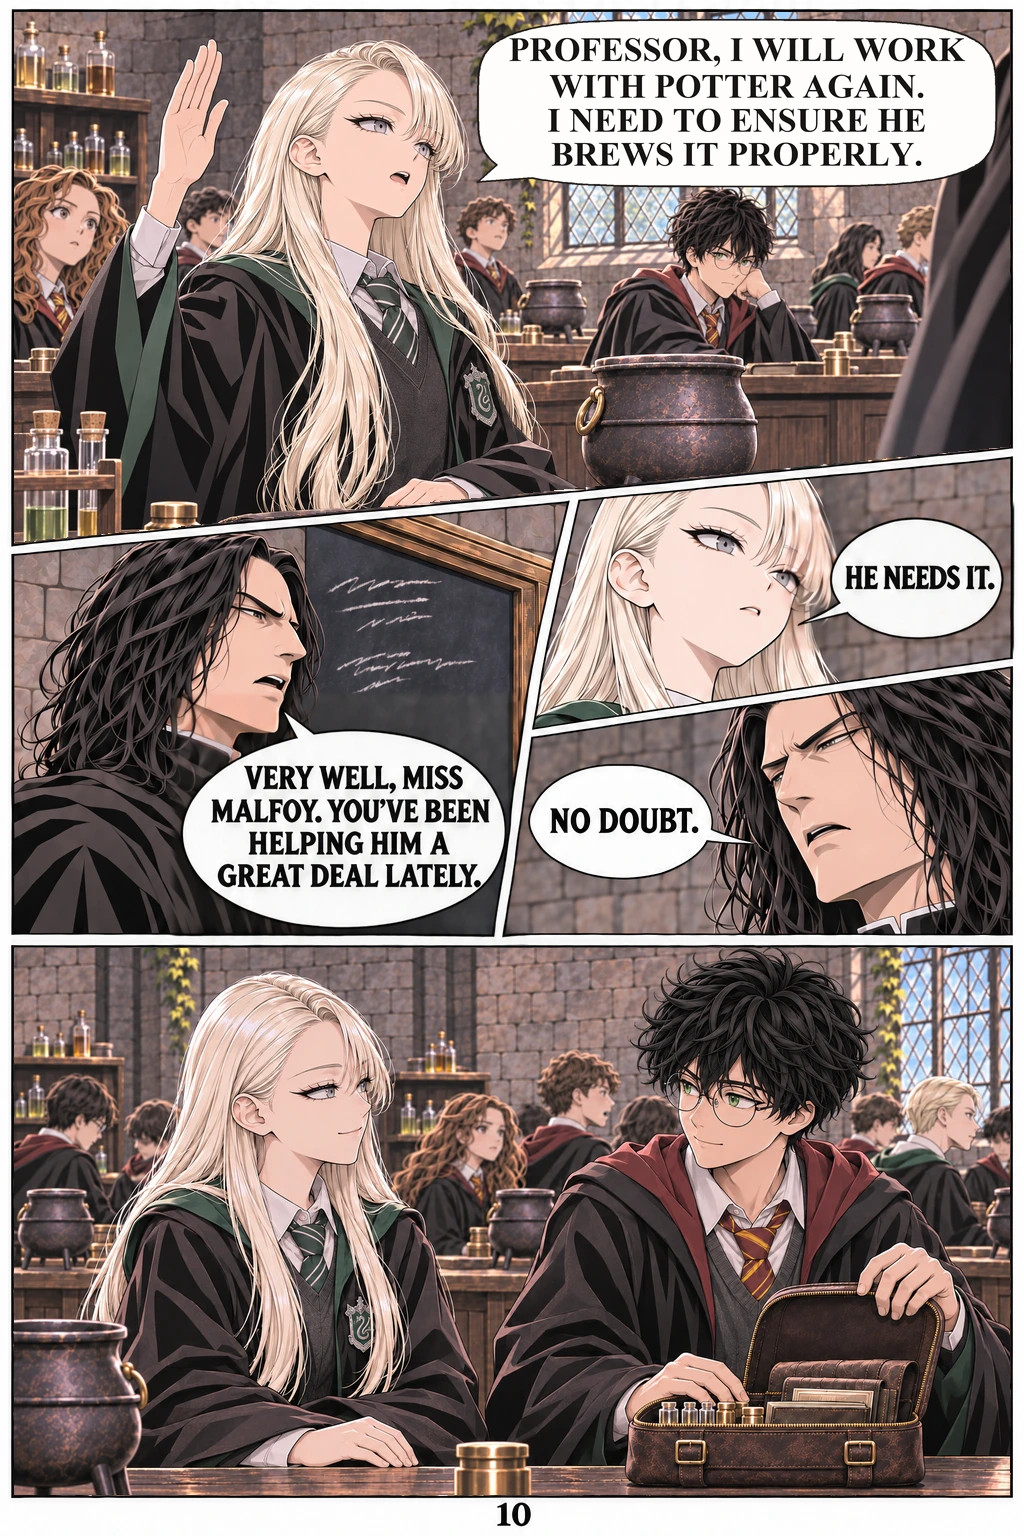 PROFESSOR, I WILL WORK
WITH POTTER AGAIN.
I NEED TO ENSURE HE
BREWS IT PROPERLY.
VERY WELL, MISS
MALFOY. YOU'VE BEEN
HELPING HIM A
GREAT DEAL LATELY.
HE NEEDS IT.
NO DOUBT.
10